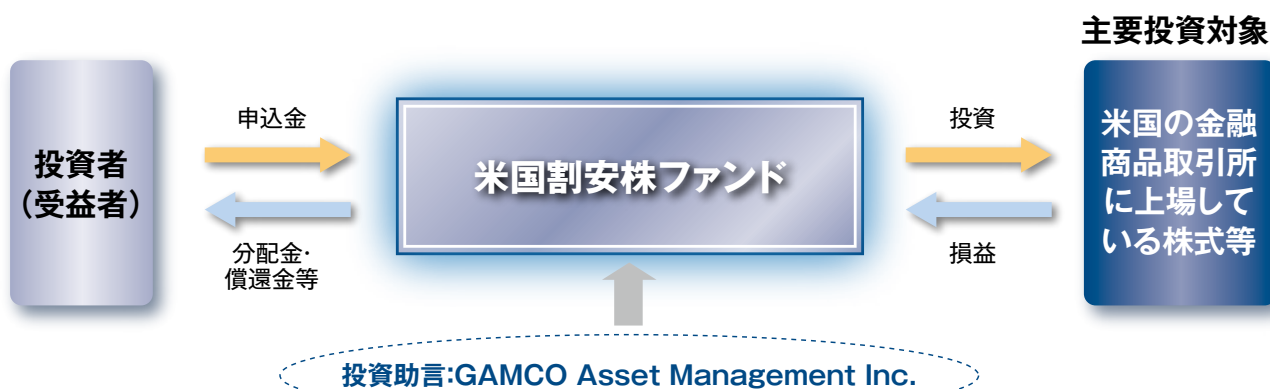 主要投資対象
投資者
(受益者)
申込金
分配金・
償還金等
米国割安株ファンド
投資
損益
米国の金融
商品取引所
に上場して
いる株式等
投資助言:GAMCO Asset Management Inc.